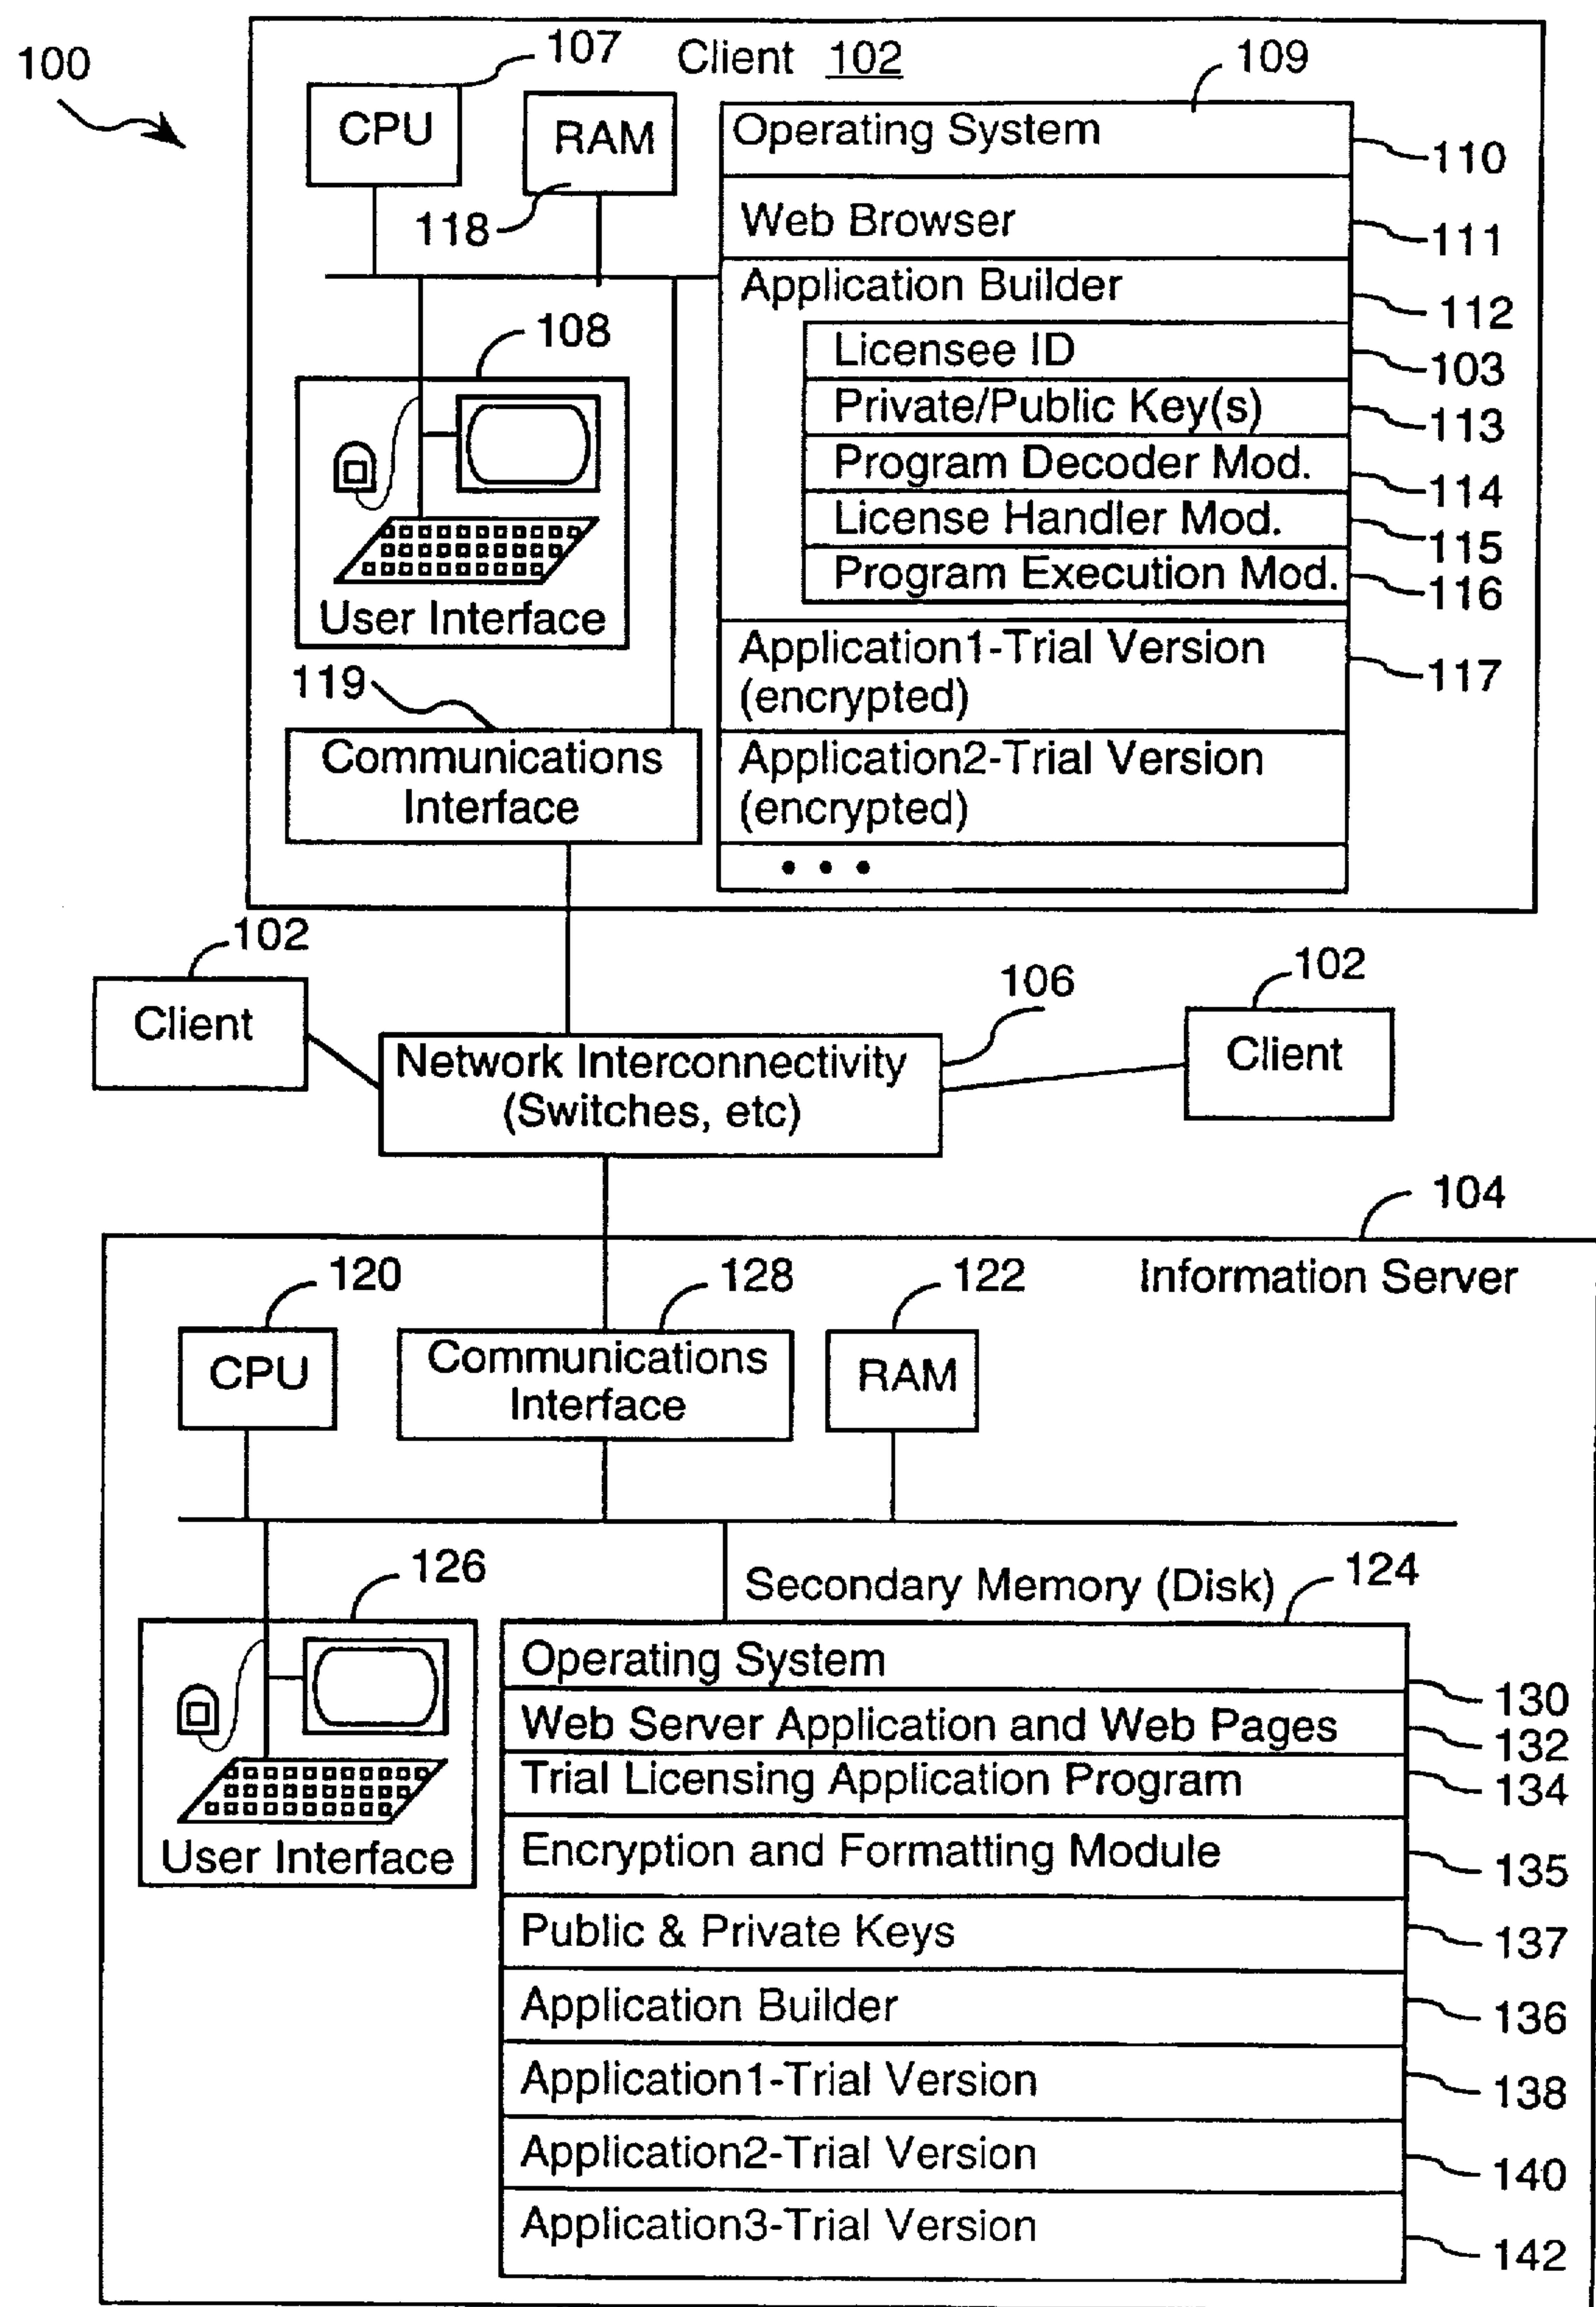 100
Client 102
107
109
CPU
RAM
118
Operating System
110
Web Browser
111
Application Builder
112
Licensee ID
103
Private/Public Key(s)
113
Program Decoder Mod.
114
License Handler Mod.
115
Program Execution Mod.
116
108
User Interface
Application1-Trial Version
(encrypted)
117
119
Communications
Interface
Application2-Trial Version
(encrypted)
• • •
102
Client
106
Network Interconnectivity
(Switches, etc)
102
Client
104
Information Server
120
CPU
128
Communications
Interface
122
RAM
126
User Interface
Secondary Memory (Disk)
124
Operating System
130
Web Server Application and Web Pages
132
Trial Licensing Application Program
134
Encryption and Formatting Module
135
Public & Private Keys
137
Application Builder
136
Application1-Trial Version
138
Application2-Trial Version
140
Application3-Trial Version
142